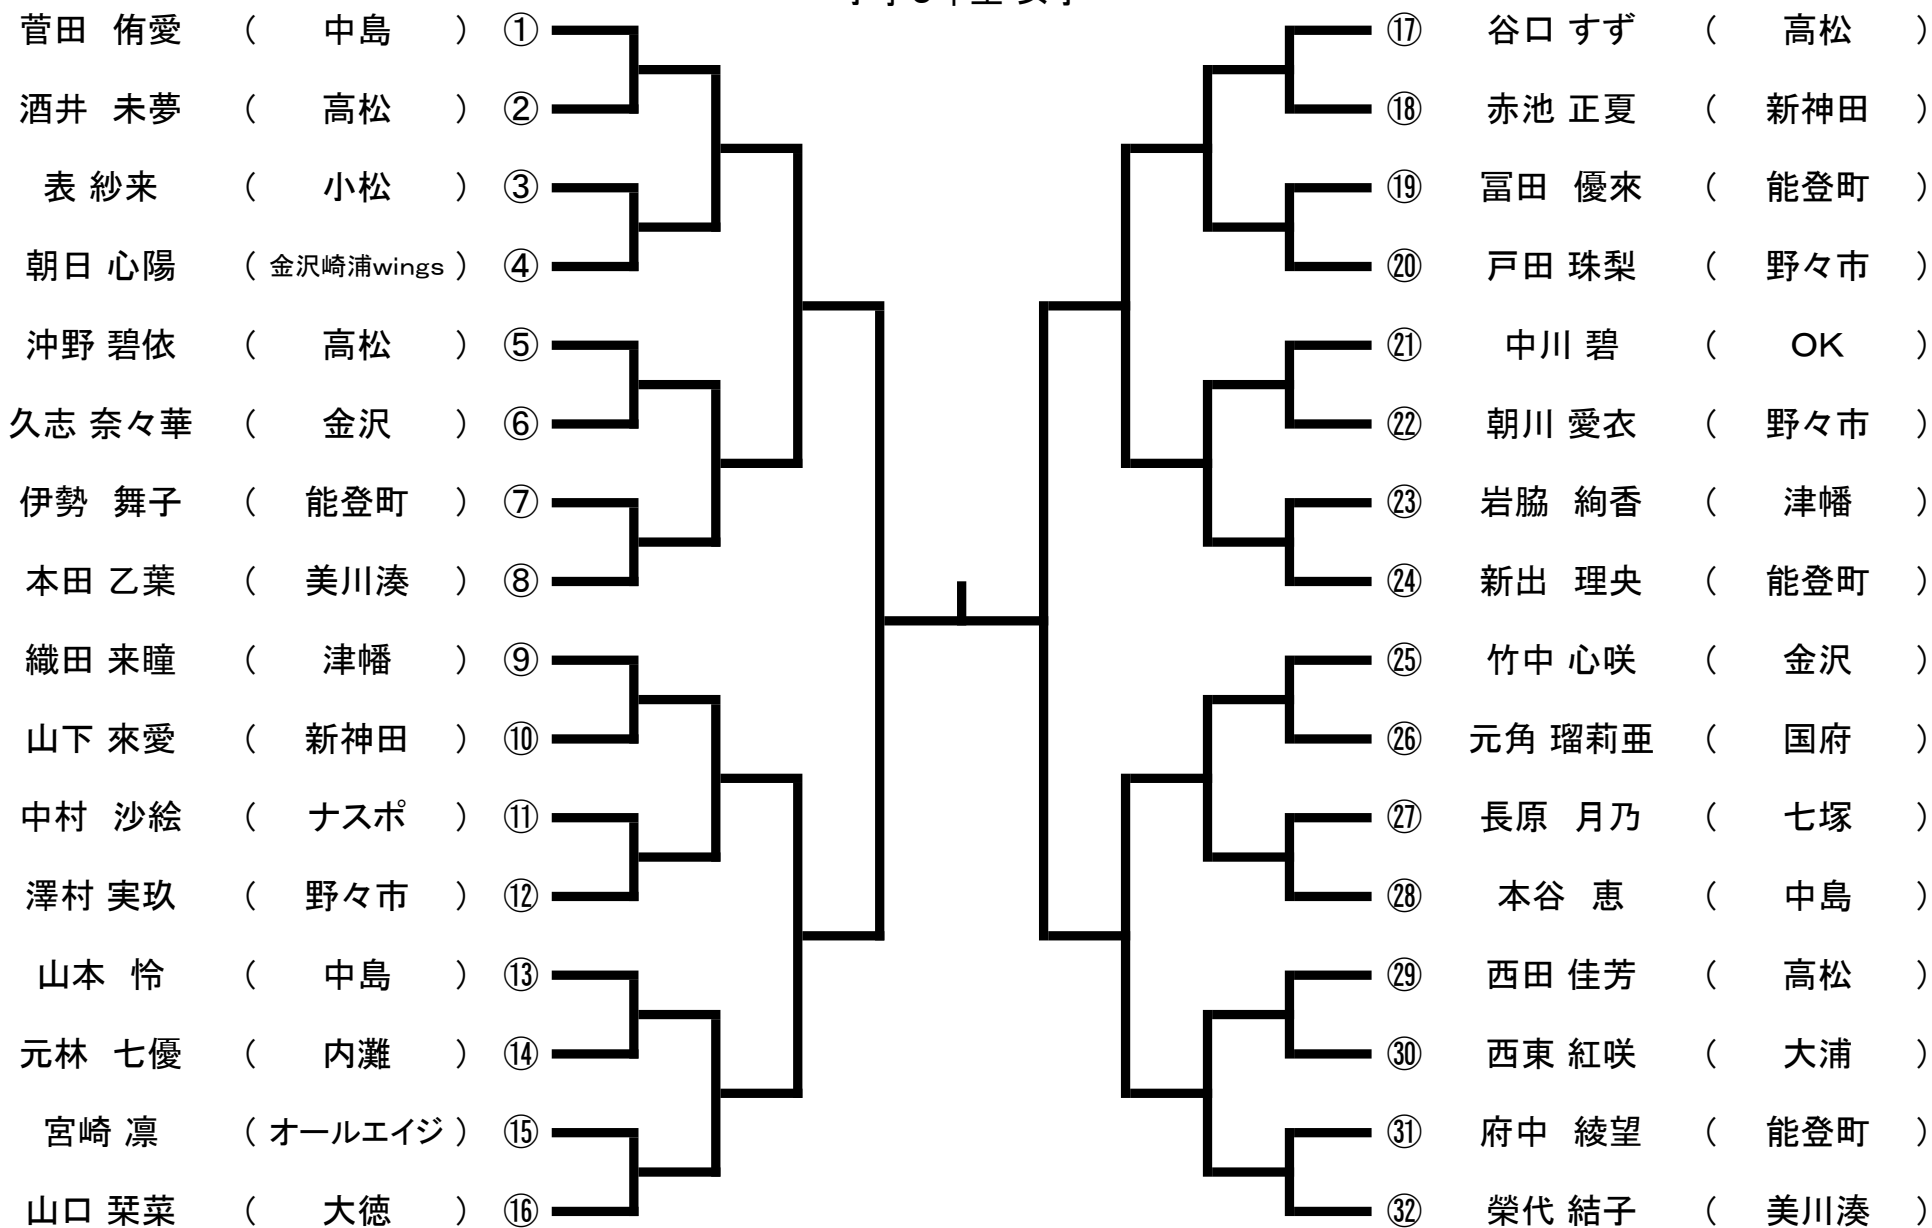 菅田 侑愛 ( 中島 ) ① ⑰ 谷口 すず ( 高松 )
酒井 未夢 ( 高松 ) ② ⑱ 赤池 正夏 ( 新神田 )
表 紗来 ( 小松 ) ③ ⑲ 冨田 優來 ( 能登町 )
朝日 心陽 ( 金沢崎浦wings ) ④ ⑳ 戸田 珠梨 ( 野々市 )
沖野 碧依 ( 高松 ) ⑤ ㉑ 中川 碧 ( OK )
久志 奈々華 ( 金沢 ) ⑥ ㉒ 朝川 愛衣 ( 野々市 )
伊勢 舞子 ( 能登町 ) ⑦ ㉓ 岩脇 絢香 ( 津幡 )
本田 乙葉 ( 美川湊 ) ⑧ ㉔ 新出 理央 ( 能登町 )
織田 来瞳 ( 津幡 ) ⑨ ㉕ 竹中 心咲 ( 金沢 )
山下 來愛 ( 新神田 ) ⑩ ㉖ 元角 瑠莉亜 ( 国府 )
中村 沙絵 ( ナスポ ) ⑪ ㉗ 長原 月乃 ( 七塚 )
澤村 実玖 ( 野々市 ) ⑫ ㉘ 本谷 恵 ( 中島 )
山本 怜 ( 中島 ) ⑬ ㉙ 西田 佳芳 ( 高松 )
元林 七優 ( 内灘 ) ⑭ ㉚ 西東 紅咲 ( 大浦 )
宮崎 凛 ( オールエイジ ) ⑮ ㉛ 府中 綾望 ( 能登町 )
山口 栞菜 ( 大徳 ) ⑯ ㉜ 榮代 結子 ( 美川湊 )